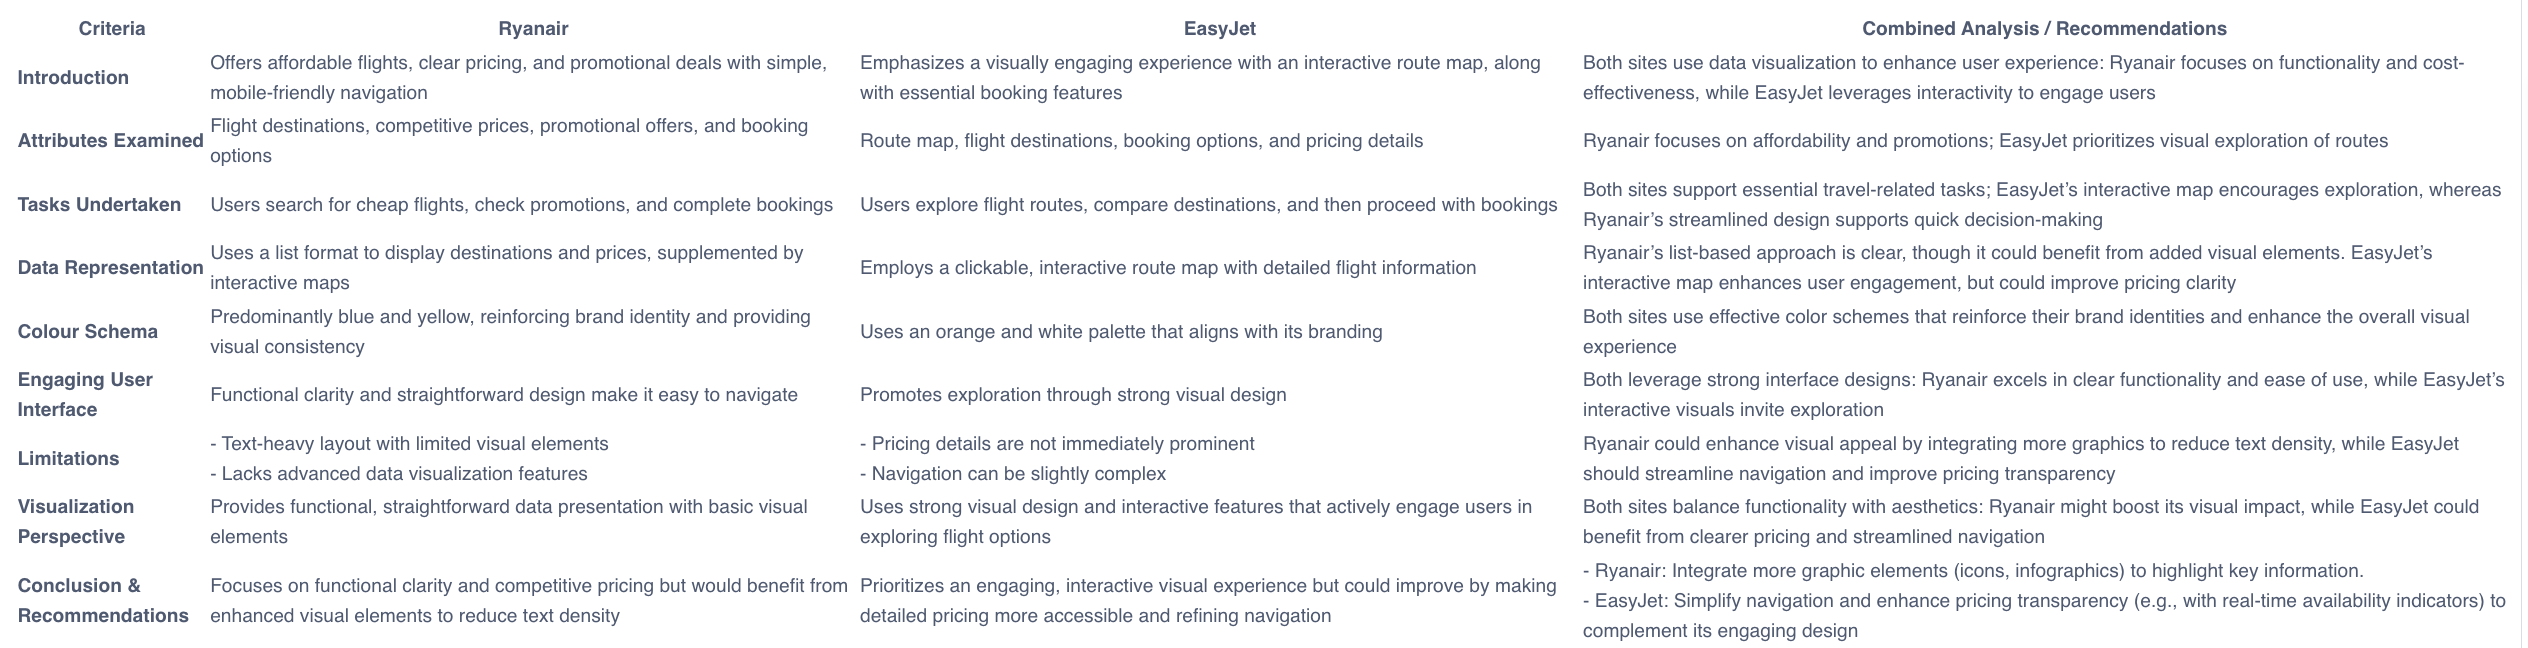 Criteria Ryanair EasyJet Combined Analysis / Recommendations
Introduction
Offers affordable flights, clear pricing, and promotional deals with simple,
mobile-friendly navigation
Emphasizes a visually engaging experience with an interactive route map, along
with essential booking features
Both sites use data visualization to enhance user experience: Ryanair focuses on functionality and cost-
effectiveness, while EasyJet leverages interactivity to engage users
Attributes Examined
Flight destinations, competitive prices, promotional offers, and booking
options
Route map, flight destinations, booking options, and pricing details
Ryanair focuses on affordability and promotions; EasyJet prioritizes visual exploration of routes
Tasks Undertaken
Users search for cheap flights, check promotions, and complete bookings
Users explore flight routes, compare destinations, and then proceed with bookings
Both sites support essential travel-related tasks; EasyJet’s interactive map encourages exploration, whereas
Ryanair’s streamlined design supports quick decision-making
Data Representation
Uses a list format to display destinations and prices, supplemented by
interactive maps
Employs a clickable, interactive route map with detailed flight information
Ryanair’s list-based approach is clear, though it could benefit from added visual elements. EasyJet’s
interactive map enhances user engagement, but could improve pricing clarity
Colour Schema
Predominantly blue and yellow, reinforcing brand identity and providing
visual consistency
Uses an orange and white palette that aligns with its branding
Both sites use effective color schemes that reinforce their brand identities and enhance the overall visual
experience
Engaging User
Interface
Functional clarity and straightforward design make it easy to navigate
Promotes exploration through strong visual design
Both leverage strong interface designs: Ryanair excels in clear functionality and ease of use, while EasyJet’s
interactive visuals invite exploration
Limitations
- Text-heavy layout with limited visual elements
- Lacks advanced data visualization features
- Pricing details are not immediately prominent
- Navigation can be slightly complex
Ryanair could enhance visual appeal by integrating more graphics to reduce text density, while EasyJet
should streamline navigation and improve pricing transparency
Visualization
Perspective
Provides functional, straightforward data presentation with basic visual
elements
Uses strong visual design and interactive features that actively engage users in
exploring flight options
Both sites balance functionality with aesthetics: Ryanair might boost its visual impact, while EasyJet could
benefit from clearer pricing and streamlined navigation
Conclusion &
Recommendations
Focuses on functional clarity and competitive pricing but would benefit from
enhanced visual elements to reduce text density
Prioritizes an engaging, interactive visual experience but could improve by making
detailed pricing more accessible and refining navigation
- Ryanair: Integrate more graphic elements (icons, infographics) to highlight key information.
- EasyJet: Simplify navigation and enhance pricing transparency (e.g., with real-time availability indicators) to
complement its engaging design